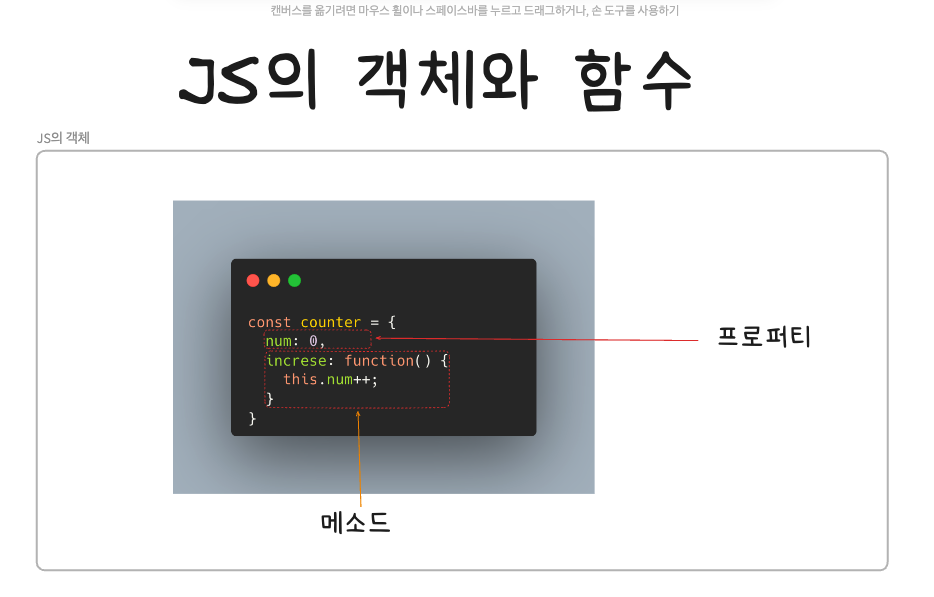 캔버스를 옮기려면 마우스 휠이나 스페이스바를 누르고 드래그하거나, 손 도구를 사용하기
JS의 객체와 함수
JS의 객체
const counter = {
num: 0,
increse: function() {
this.num++;
}
}
프로퍼티
메소드